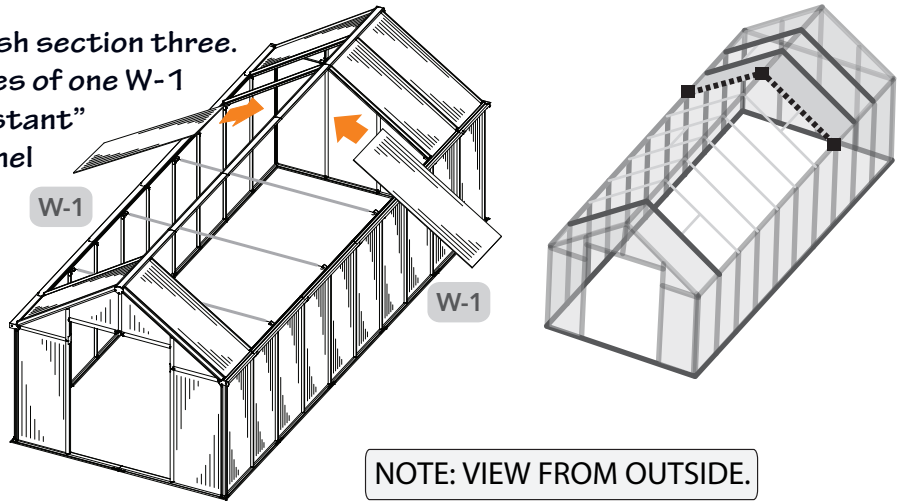 sh section three.
es of one W-1
stant”
nel
W-1
W-1
NOTE: VIEW FROM OUTSIDE.